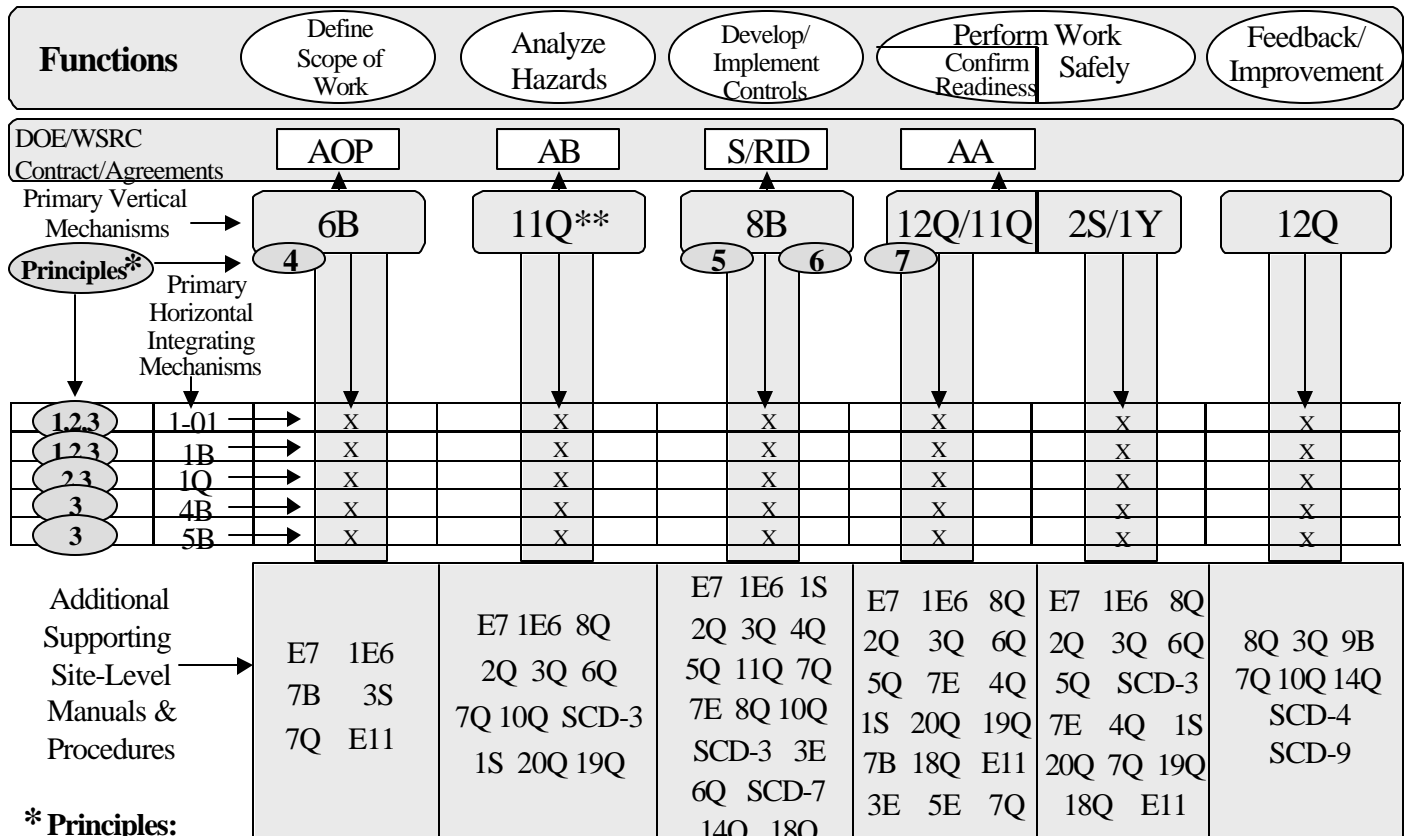 Functions
Define
Scope of
Work
Analyze
Hazards
Develop/
Implement
Controls
Perform Work
Safely
Confirm
Readiness
Feedback/
Improvement
DOE/WSRC
Contract/Agreements
AOP
AB
S/RID
AA
Primary Vertical
Mechanisms
6B
11Q**
8B
12Q/11Q
2S/1Y
12Q
Principles*
4
5
6
7
Primary
Horizontal
Integrating
Mechanisms
1,2,3 1-01 x x x x x x
1,2,3 1B x x x x x x
2,3 1Q x x x x x x
3 4B x x x x x x
3 5B x x x x x x
Additional
Supporting
Site-Level
Manuals &
Procedures
E7 1E6
7B 3S
7Q E11
E7 1E6 8Q
2Q 3Q 6Q
7Q 10Q SCD-3
1S 20Q 19Q
E7 1E6 1S
2Q 3Q 4Q
5Q 11Q 7Q
7E 8Q 10Q
SCD-3 3E
6Q SCD-7
14Q 18Q
E7 1E6 8Q
2Q 3Q 6Q
5Q 7E 4Q
1S 20Q 19Q
7B 18Q E11
3E 5E 7Q
E7 1E6 8Q
2Q 3Q 6Q
5Q SCD-3
7E 4Q 1S
20Q 7Q 19Q
18Q E11
8Q 3Q 9B
7Q 10Q 14Q
SCD-4
SCD-9
* Principles: